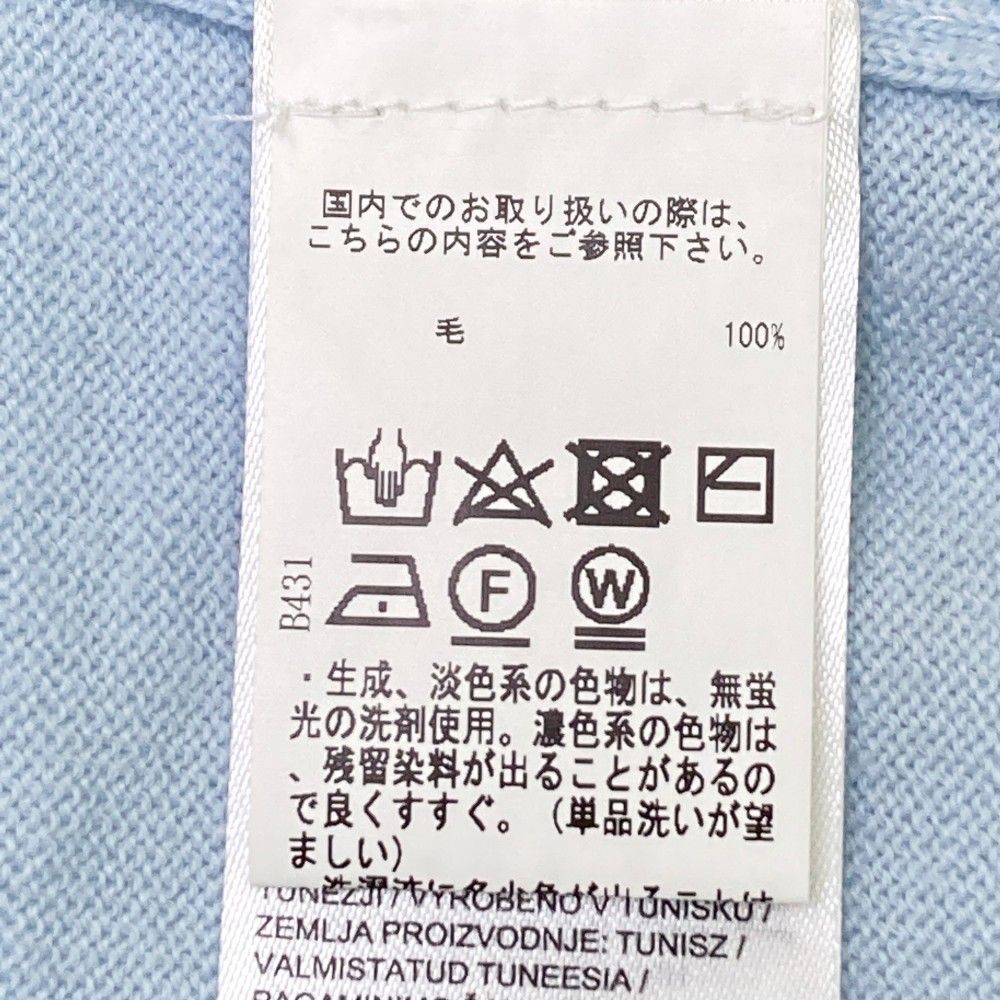 国内でのお取り扱いの際は、
こちらの内容をご参照下さい。
毛 100%
F W
B431
・生成、淡色系の色物は、無蛍
光の洗剤使用。濃色系の色物は
、残留染料が出ることがあるの
で良くすすぐ。（単品洗いが望
ましい）
TUNEZJI / VYROBENO V TUNISKU /
ZEMLJA PROIZVODNJE: TUNISZ /
VALMISTATUD TUNEESIA /